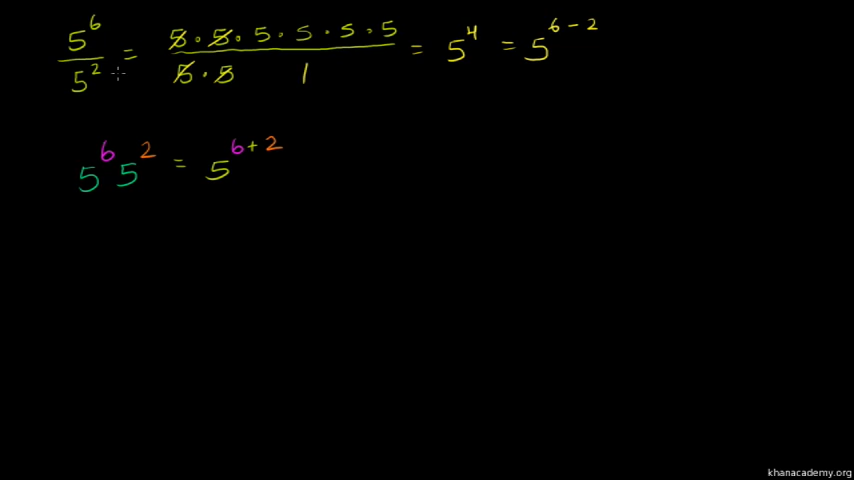 5^6 / 5^2 = 5 · 5 · 5 · 5 · 5 · 5 / 5 · 5 1 = 5^4 = 5^{6-2}
5^6 5^2 = 5^{6+2}
khanacademy.org